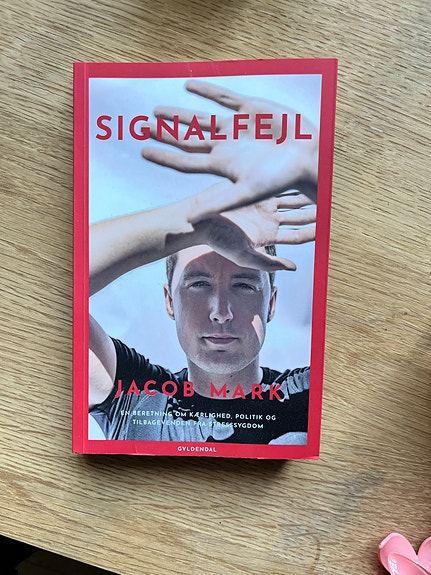 SIGNALFEJL
JACOB MARK
EN BERETNING OM KÆRLIGHED, POLITIK OG
TILBAGEVENDEN FRA STRESSSYGDOM
GYLDENDAL